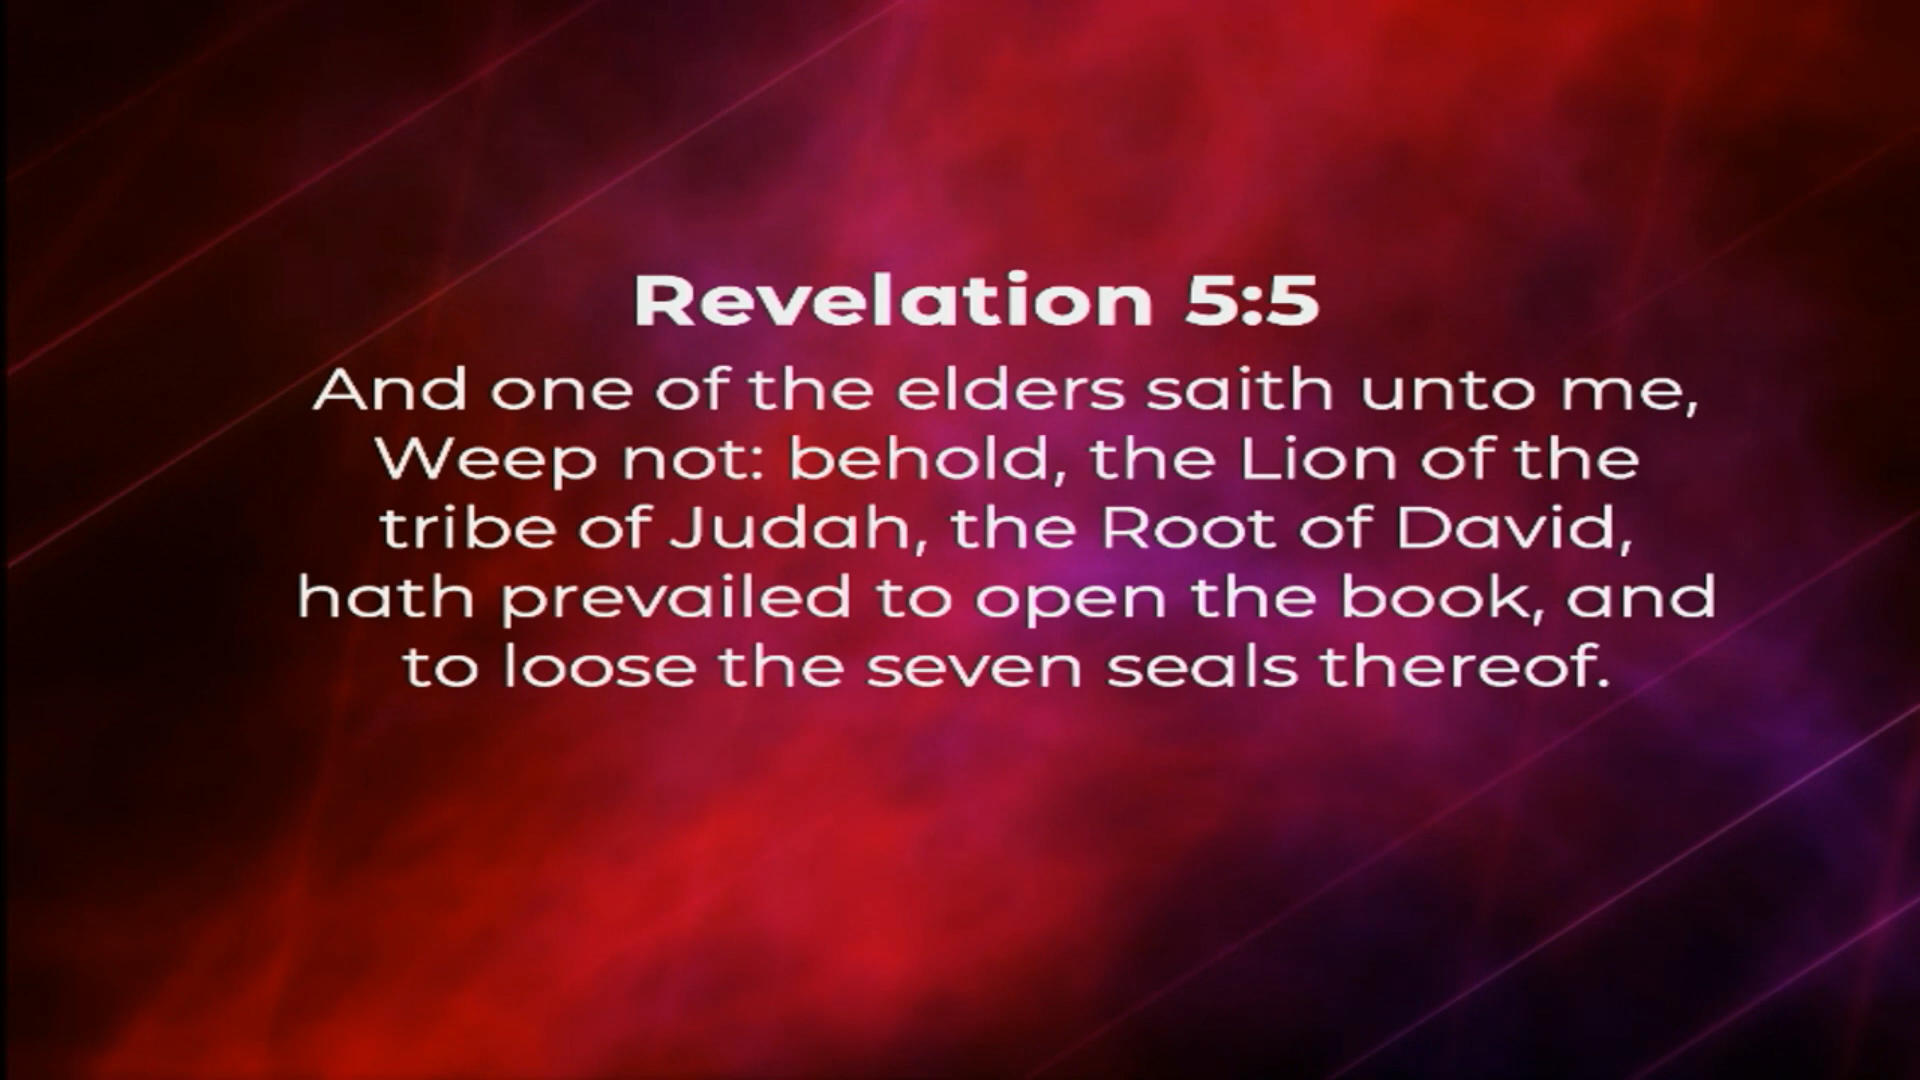 Revelation 5:5
And one of the elders saith unto me,
Weep not: behold, the Lion of the
tribe of Judah, the Root of David,
hath prevailed to open the book, and
to loose the seven seals thereof.